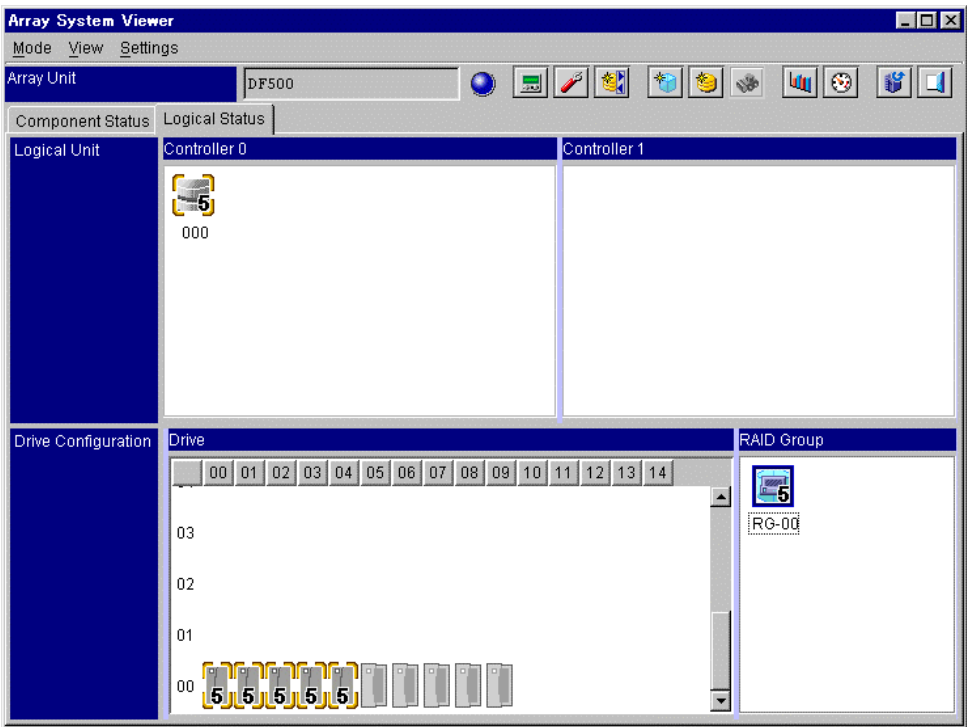 Array System Viewer
Mode View Settings
Array Unit DF500
Component Status Logical Status
Logical Unit Controller 0 Controller 1
5
000
Drive Configuration Drive RAID Group
00 01 02 03 04 05 06 07 08 09 10 11 12 13 14
5
RG-00
03
02
01
00 5 5 5 5 5